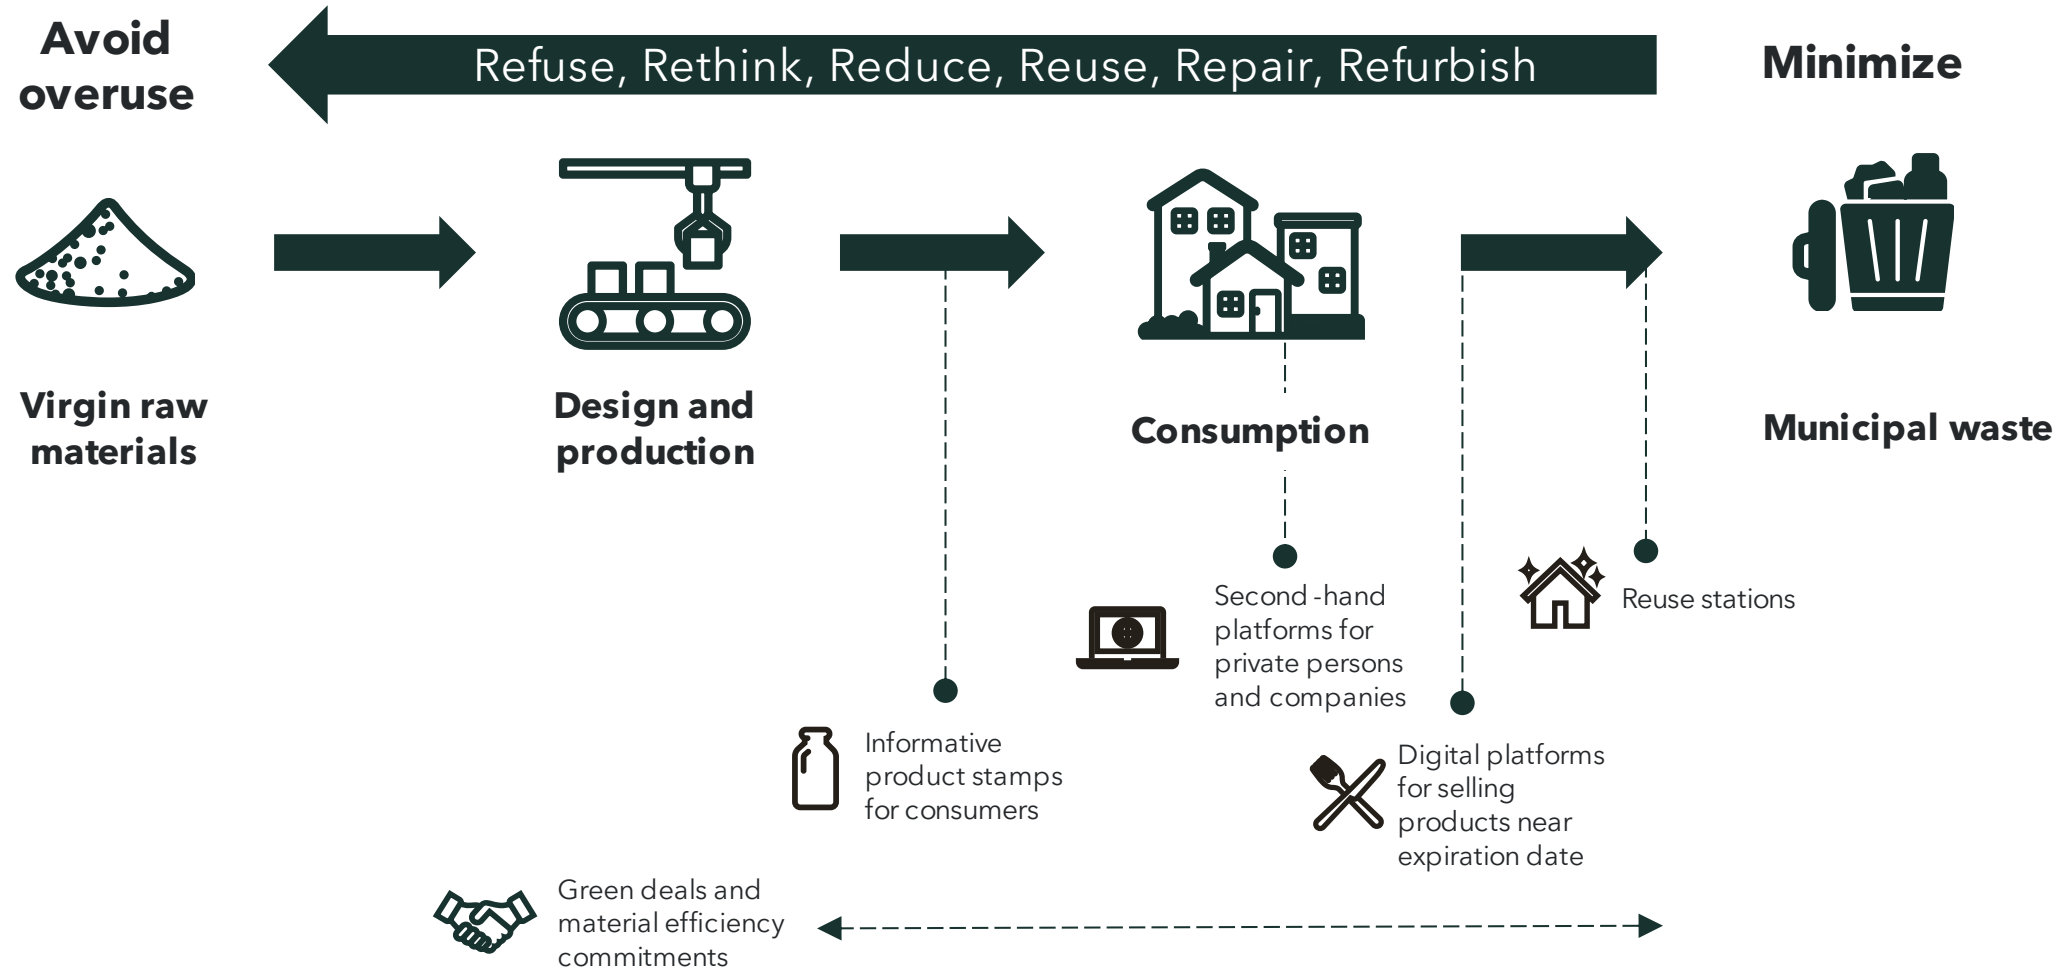 Avoid
overuse
Refuse, Rethink, Reduce, Reuse, Repair, Refurbish
Minimize
Virgin raw
materials
Design and
production
Consumption
Municipal waste
Second-hand
platforms for
private persons
and companies
Reuse stations
Informative
product stamps
for consumers
Digital platforms
for selling
products near
expiration date
Green deals and
material efficiency
commitments